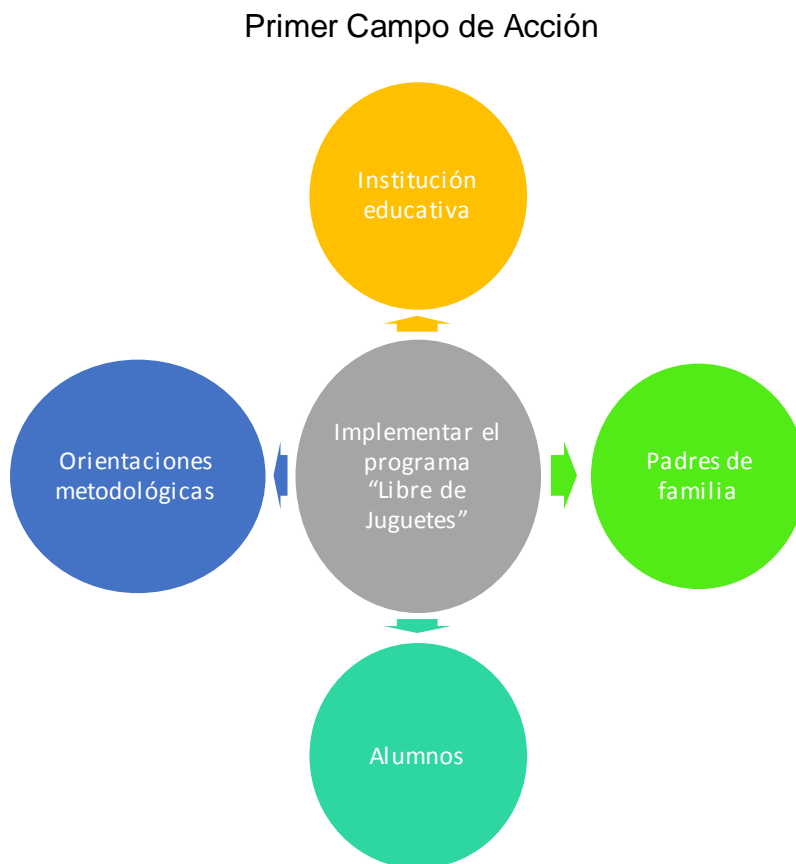 Primer Campo de Acción
Institución
educativa
Orientaciones
metodológicas
Implementar el
programa
“Libre de
Juguetes”
Padres de
familia
Alumnos